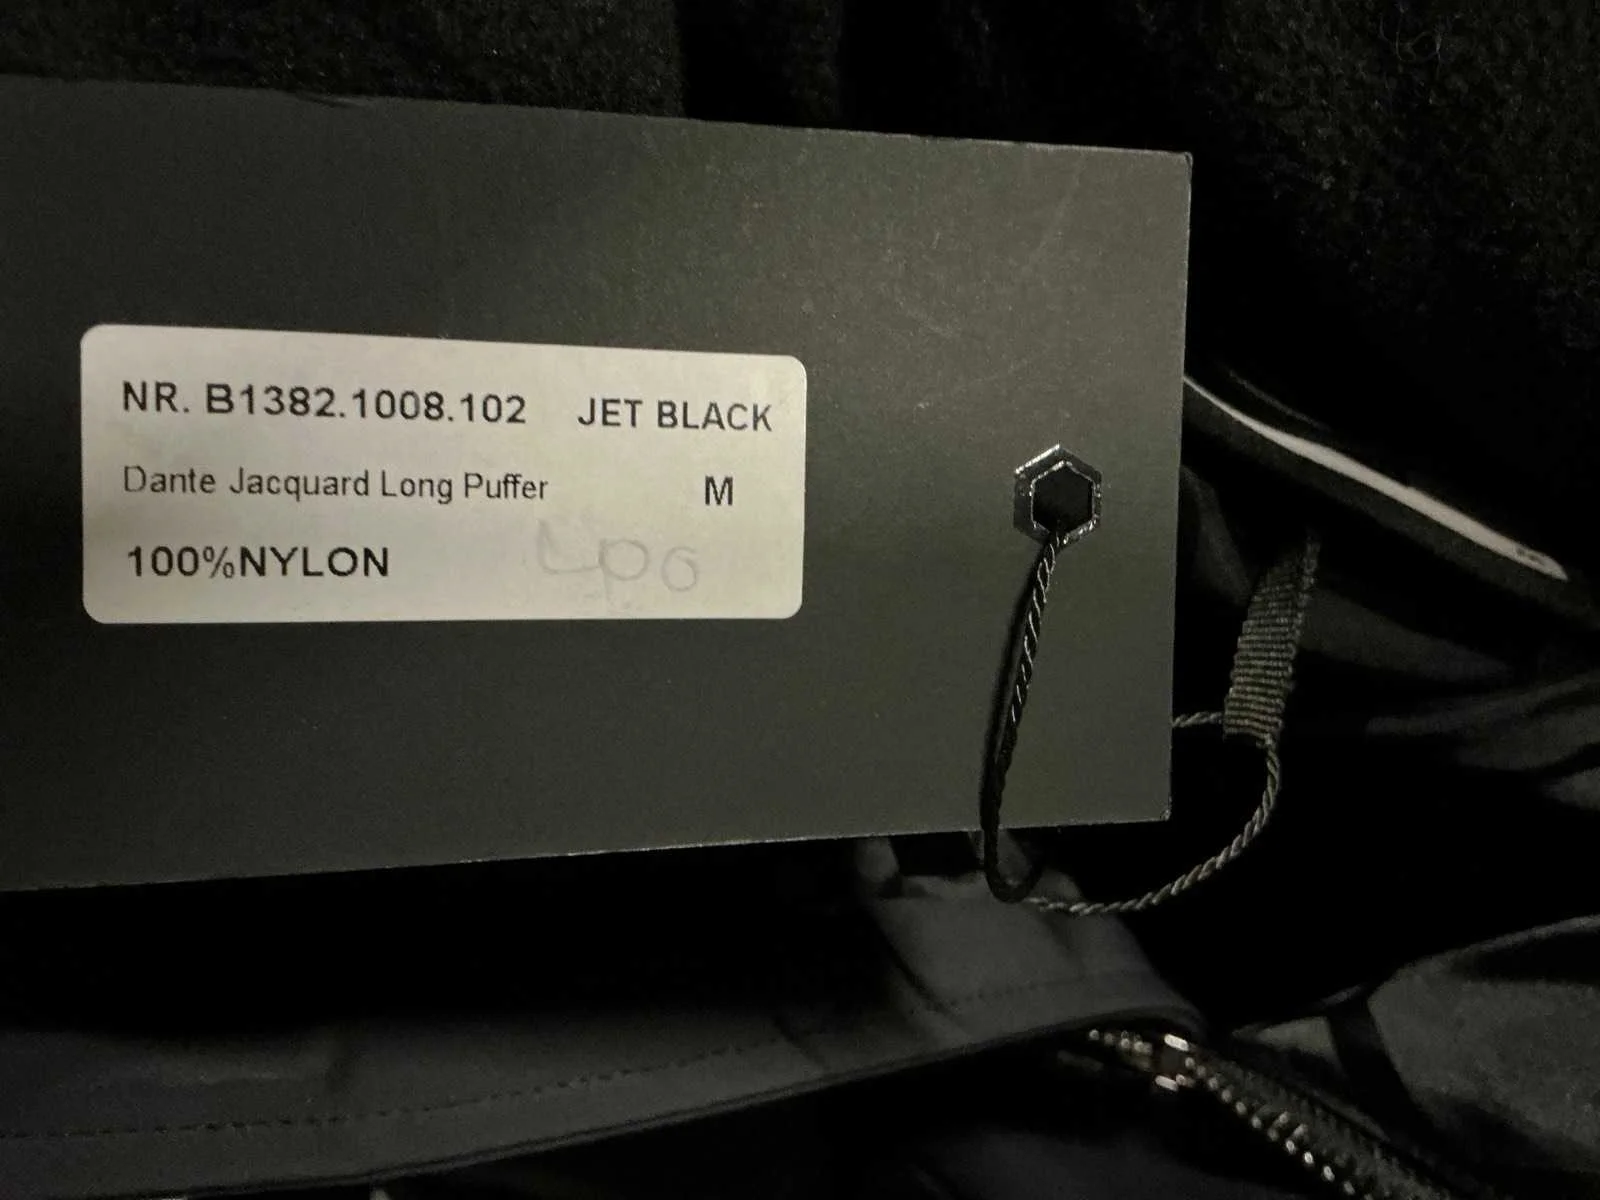 NR. B1382.1008.102 JET BLACK
Dante Jacquard Long Puffer M
100%NYLON